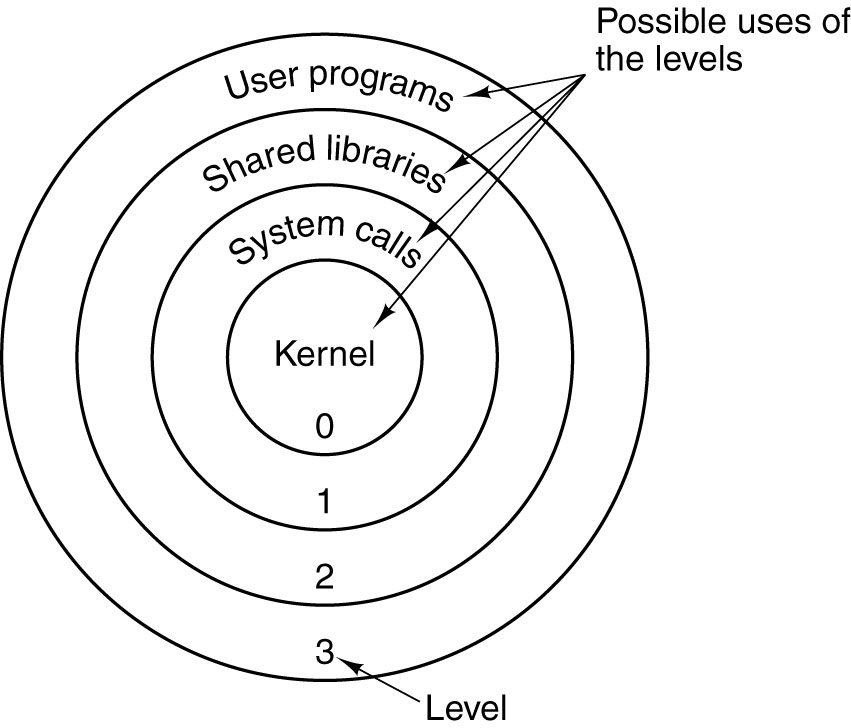 Possible uses of
the levels
User programs
Shared libraries
System calls
Kernel
0
1
2
3
Level